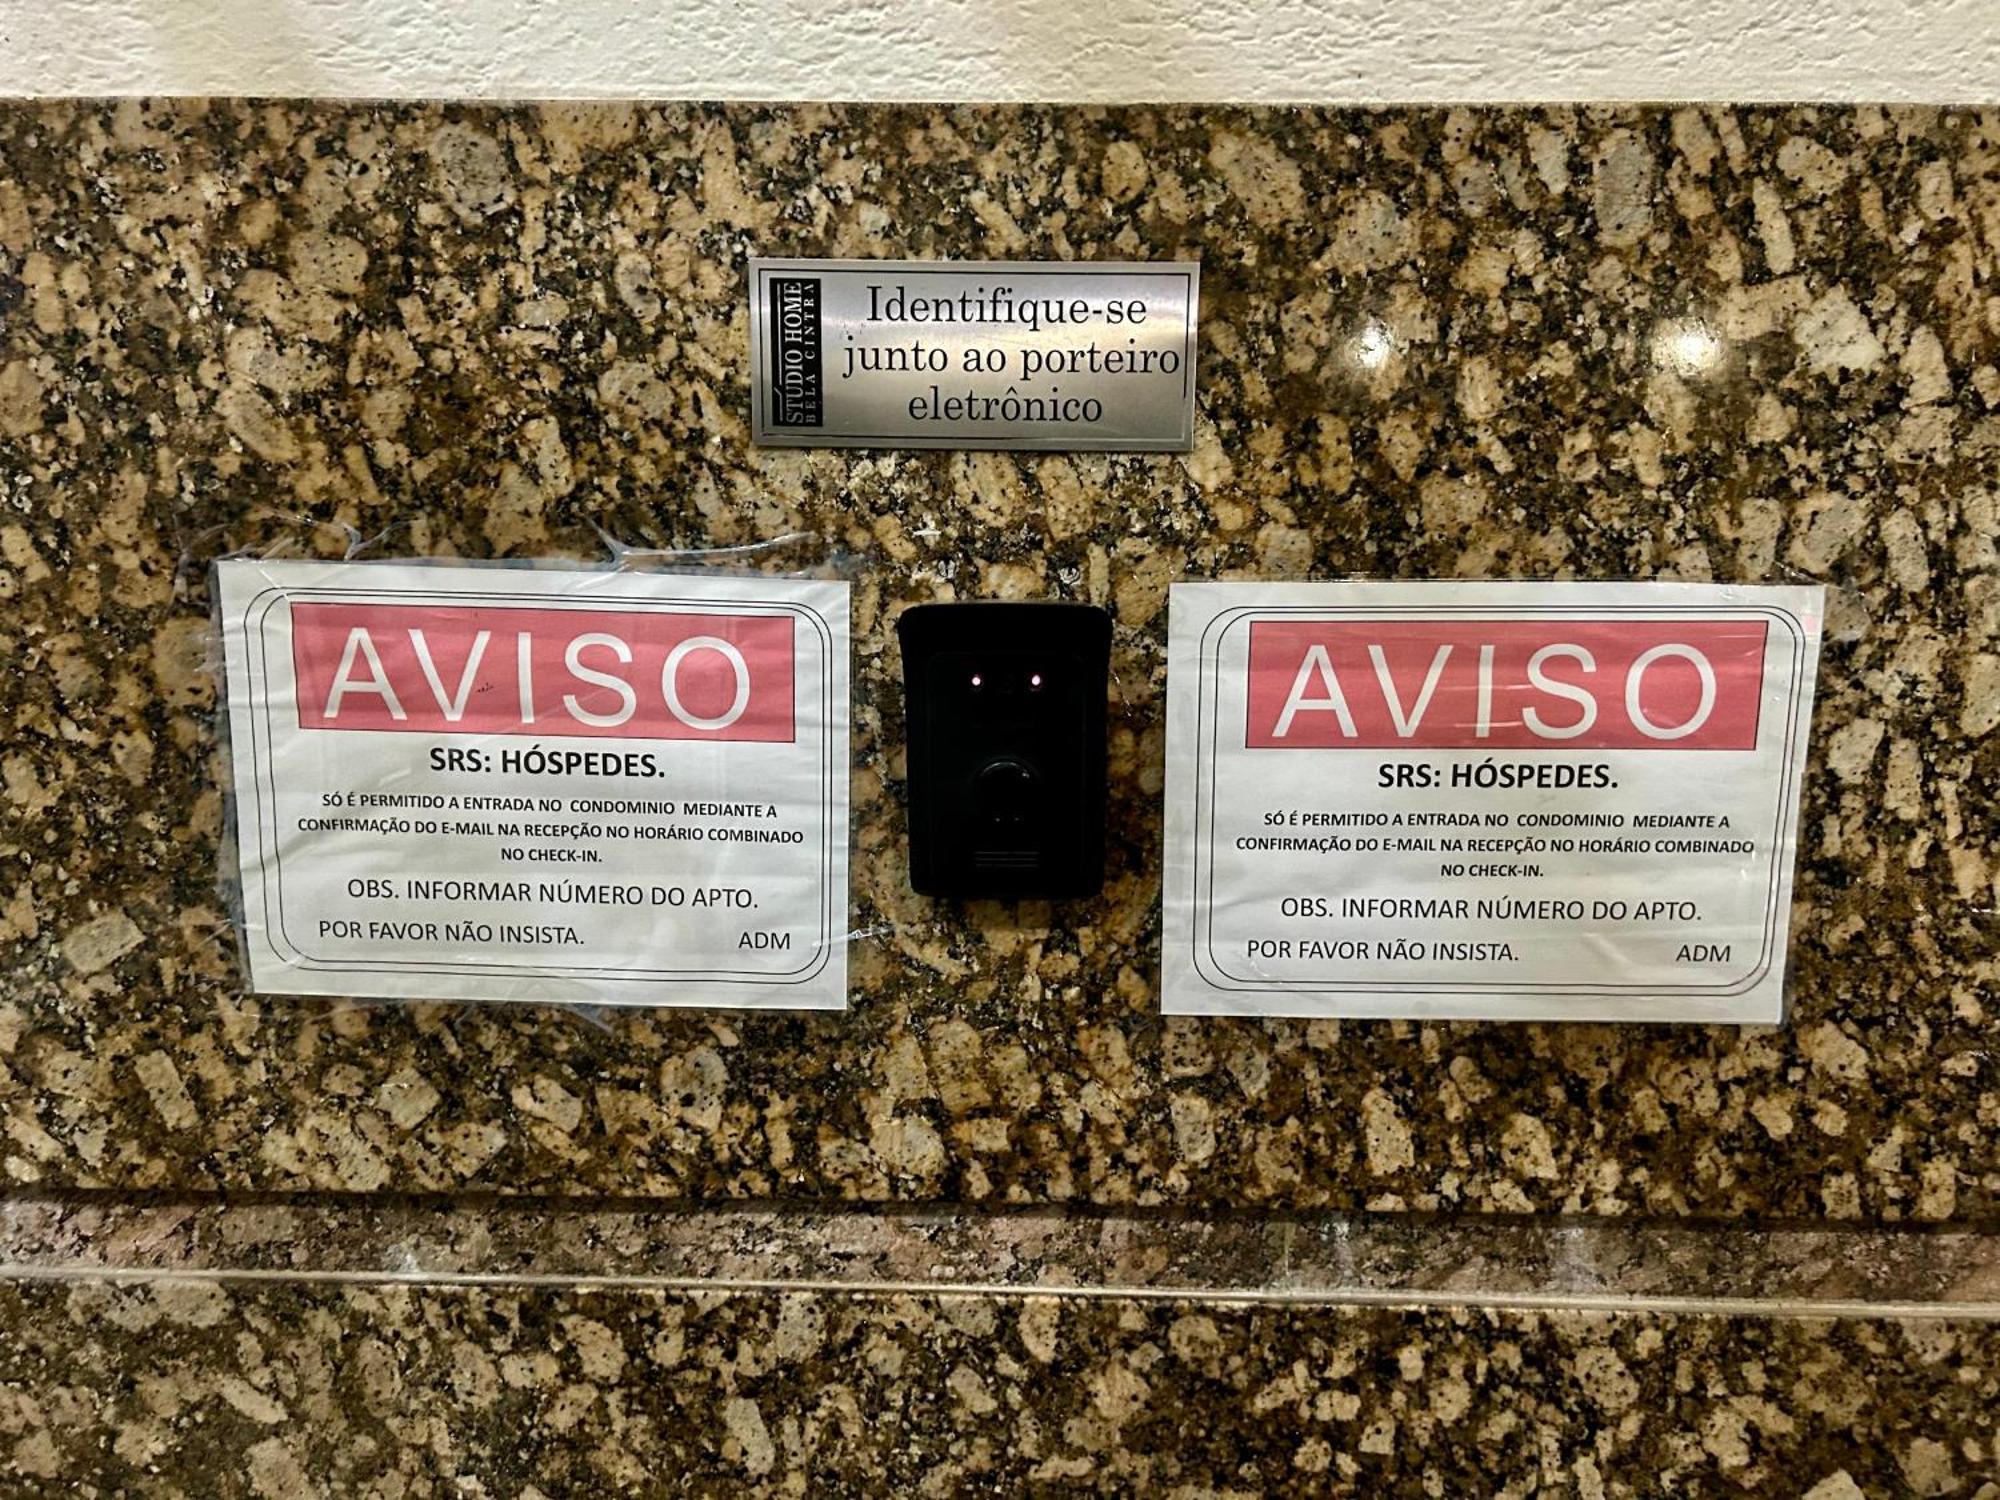 STUDIO HOME
BELA CINTRA
Identifique-se
junto ao porteiro
eletrônico
AVISO
SRS: HÓSPEDES.
SÓ É PERMITIDO A ENTRADA NO CONDOMINIO MEDIANTE A
CONFIRMAÇÃO DO E-MAIL NA RECEPÇÃO NO HORÁRIO COMBINADO
NO CHECK-IN.
OBS. INFORMAR NÚMERO DO APTO.
POR FAVOR NÃO INSISTA. ADM
AVISO
SRS: HÓSPEDES.
SÓ É PERMITIDO A ENTRADA NO CONDOMINIO MEDIANTE A
CONFIRMAÇÃO DO E-MAIL NA RECEPÇÃO NO HORÁRIO COMBINADO
NO CHECK-IN.
OBS. INFORMAR NÚMERO DO APTO.
POR FAVOR NÃO INSISTA. ADM